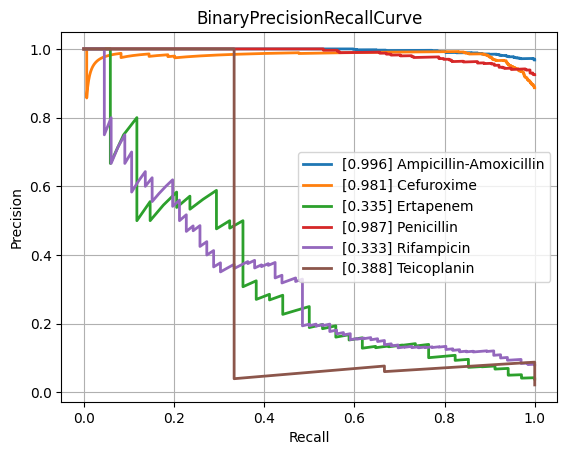 BinaryPrecisionRecallCurve
1.0
0.8
0.6
0.4
0.2
0.0
Precision
[0.996] Ampicillin-Amoxicillin
[0.981] Cefuroxime
[0.335] Ertapenem
[0.987] Penicillin
[0.333] Rifampicin
[0.388] Teicoplanin
0.0 0.2 0.4 0.6 0.8 1.0
Recall